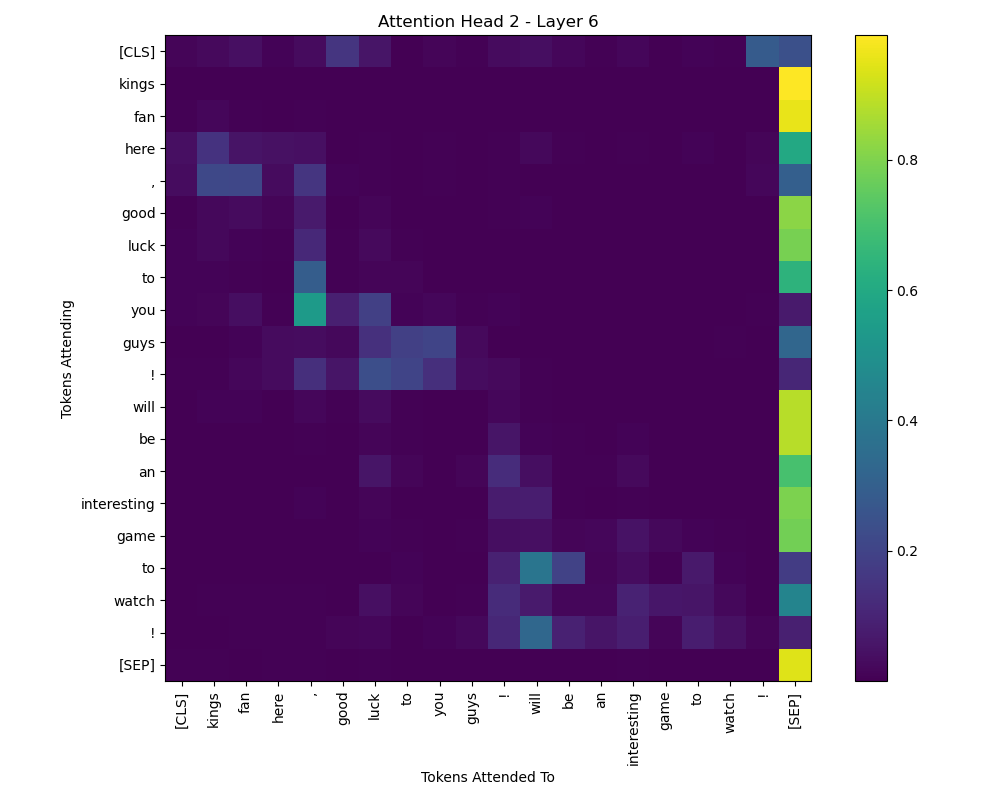 Attention Head 2 - Layer 6
Tokens Attending
[CLS]
kings
fan
here
,
good
luck
to
you
guys
!
will
be
an
interesting
game
to
watch
!
[SEP]
[CLS]
kings
fan
here
,
good
luck
to
you
guys
!
will
be
an
interesting
game
to
watch
!
[SEP]
Tokens Attended To
0.8
0.6
0.4
0.2